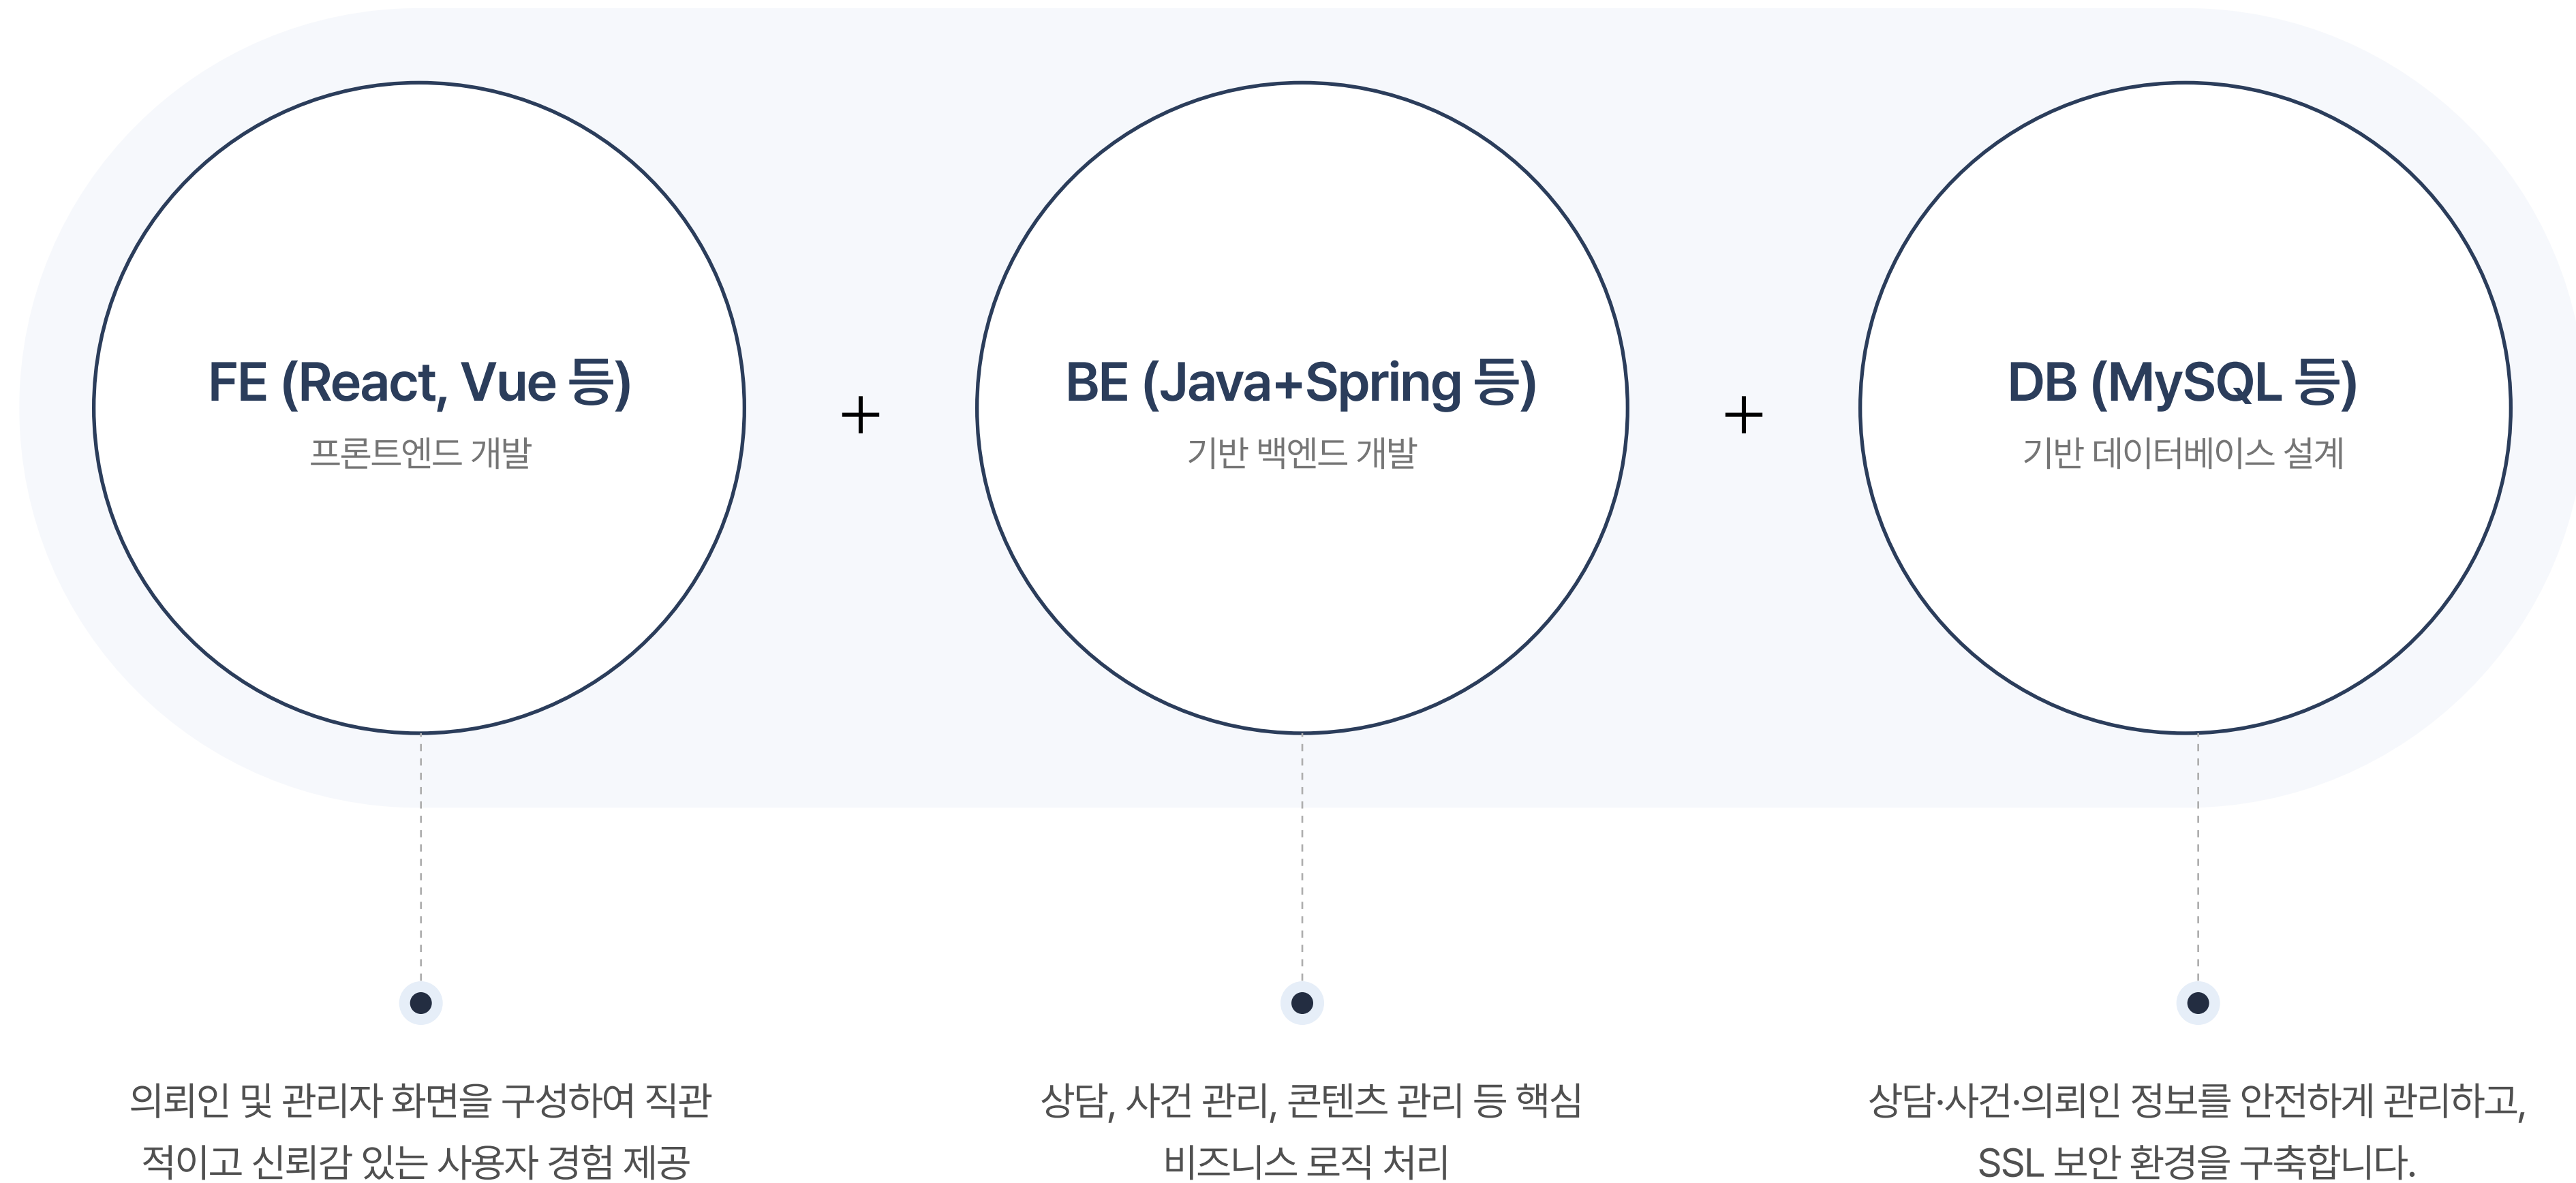 FE (React, Vue 등)
프론트엔드 개발
+
BE (Java+Spring 등)
기반 백엔드 개발
+
DB (MySQL 등)
기반 데이터베이스 설계
의뢰인 및 관리자 화면을 구성하여 직관
적이고 신뢰감 있는 사용자 경험 제공
상담, 사건 관리, 콘텐츠 관리 등 핵심
비즈니스 로직 처리
상담·사건·의뢰인 정보를 안전하게 관리하고,
SSL 보안 환경을 구축합니다.